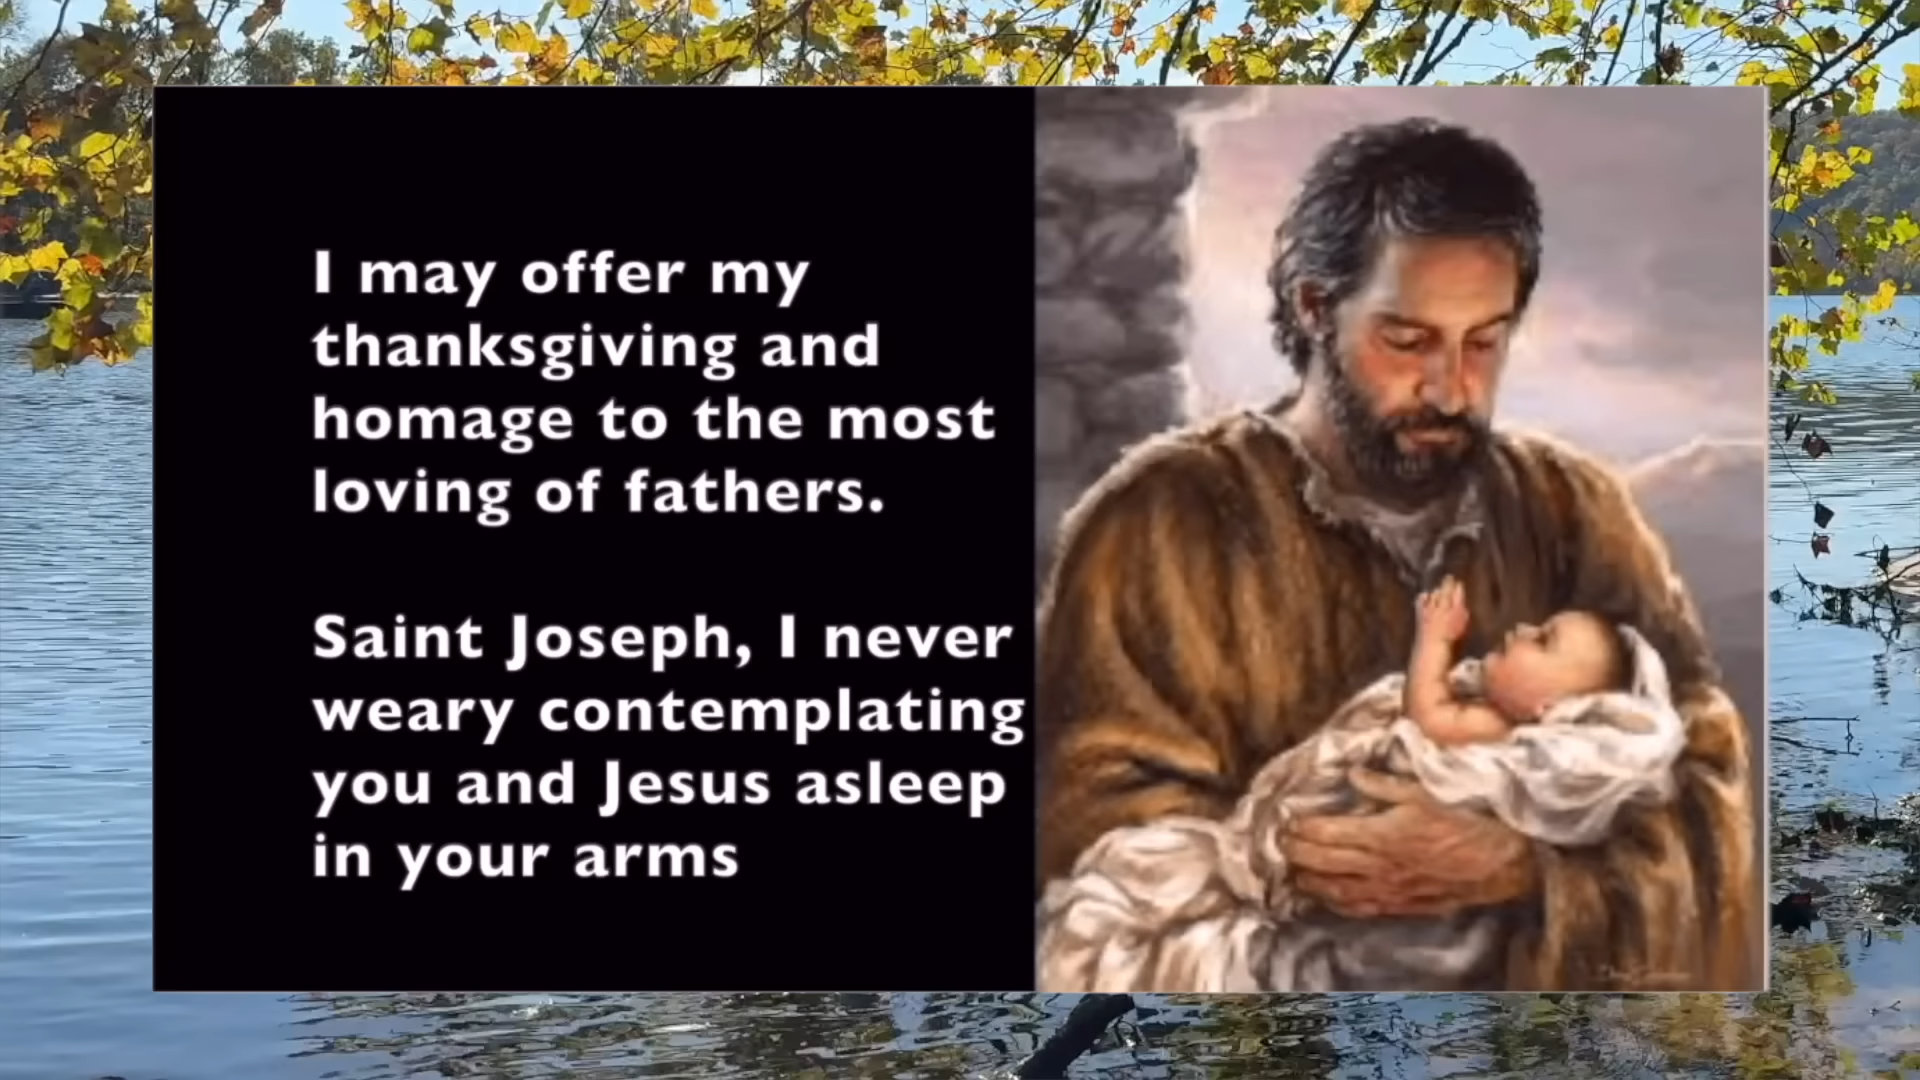 I may offer my
thanksgiving and
homage to the most
loving of fathers.
Saint Joseph, I never
weary contemplating
you and Jesus asleep
in your arms